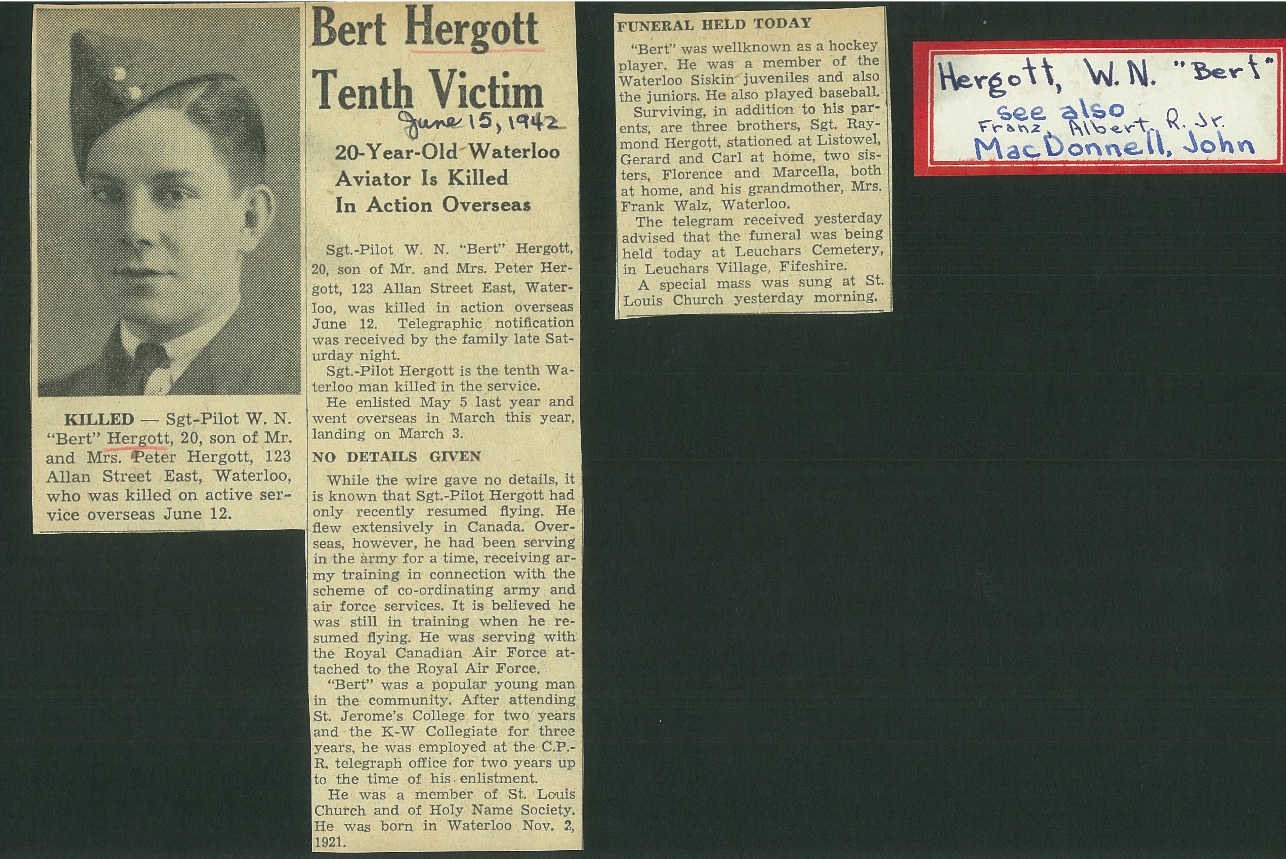 KILLED — Sgt-Pilot W. N.
"Bert" Hergott, 20, son of Mr.
and Mrs. Peter Hergott, 123
Allan Street East, Waterloo,
who was killed on active ser-
vice overseas June 12.
Bert Hergott
Tenth Victim
June 15, 1942
20-Year-Old Waterloo
Aviator Is Killed
In Action Overseas
Sgt.-Pilot W. N. "Bert" Hergott,
20, son of Mr. and Mrs. Peter Her-
gott, 123 Allan Street East, Water-
loo, was killed in action overseas
June 12. Telegraphic notification
was received by the family late Sat-
urday night.
Sgt.-Pilot Hergott is the tenth Wa-
terloo man killed in the service.
He enlisted May 5 last year and
went overseas in March this year,
landing on March 3.
NO DETAILS GIVEN
While the wire gave no details, it
is known that Sgt.-Pilot Hergott had
only recently resumed flying. He
flew extensively in Canada. Over-
seas, however, he had been serving
in the army for a time, receiving ar-
my training in connection with the
scheme of co-ordinating army and
air force services. It is believed he
was still in training when he re-
sumed flying. He was serving with
the Royal Canadian Air Force at-
tached to the Royal Air Force.
"Bert" was a popular young man
in the community. After attending
St. Jerome's College for two years
and the K-W Collegiate for three
years, he was employed at the C.P.-
R. telegraph office for two years up
to the time of his enlistment.
He was a member of St. Louis
Church and of Holy Name Society.
He was born in Waterloo Nov. 2,
1921.
FUNERAL HELD TODAY
"Bert" was wellknown as a hockey
player. He was a member of the
Waterloo Siskin juveniles and also
the juniors. He also played baseball.
Surviving, in addition to his par-
ents, are three brothers, Sgt. Ray-
mond Hergott, stationed at Listowel,
Gerard and Carl at home, two sis-
ters, Florence and Marcella, both
at home, and his grandmother, Mrs.
Frank Walz, Waterloo.
The telegram received yesterday
advised that the funeral was being
held today at Leuchars Cemetery,
in Leuchars Village, Fifeshire.
A special mass was sung at St.
Louis Church yesterday morning.
Hergott, W.N. "Bert"
see also
Franz, Albert, R. Jr.
MacDonnell, John